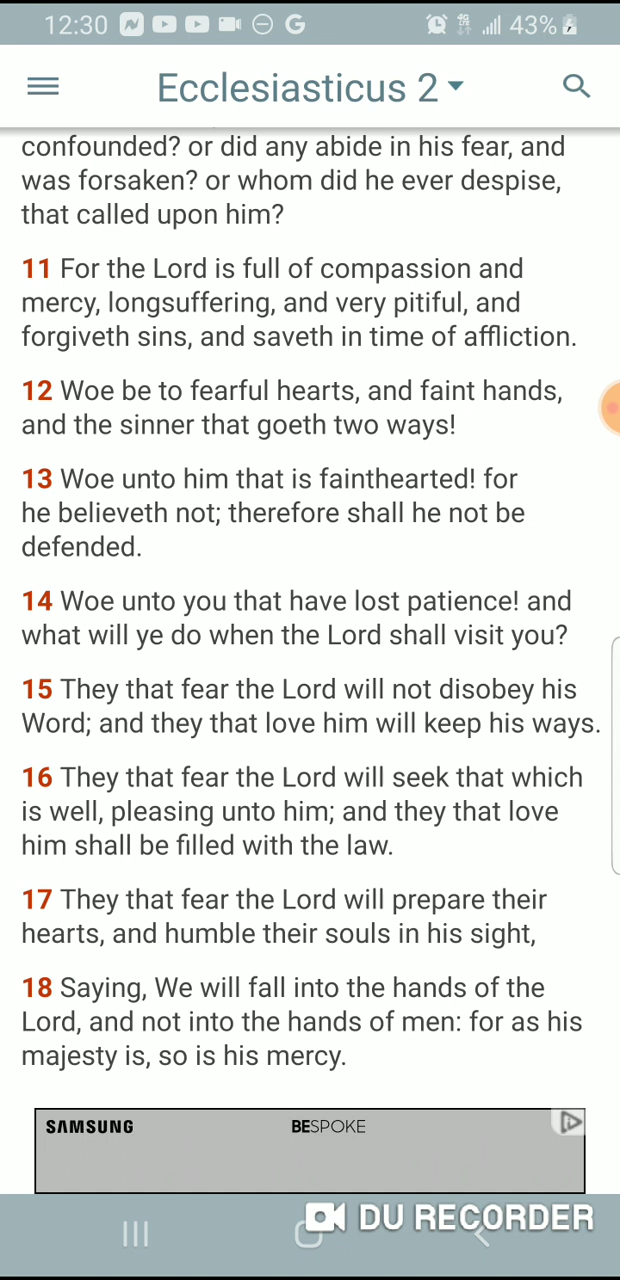 12:30
G
4G
43%
Ecclesiasticus 2
confounded? or did any abide in his fear, and
was forsaken? or whom did he ever despise,
that called upon him?
11 For the Lord is full of compassion and
mercy, longsuffering, and very pitiful, and
forgiveth sins, and saveth in time of affliction.
12 Woe be to fearful hearts, and faint hands,
and the sinner that goeth two ways!
13 Woe unto him that is fainthearted! for
he believeth not; therefore shall he not be
defended.
14 Woe unto you that have lost patience! and
what will ye do when the Lord shall visit you?
15 They that fear the Lord will not disobey his
Word; and they that love him will keep his ways.
16 They that fear the Lord will seek that which
is well, pleasing unto him; and they that love
him shall be filled with the law.
17 They that fear the Lord will prepare their
hearts, and humble their souls in his sight,
18 Saying, We will fall into the hands of the
Lord, and not into the hands of men: for as his
majesty is, so is his mercy.
SAMSUNG
BESPOKE
DU RECORDER